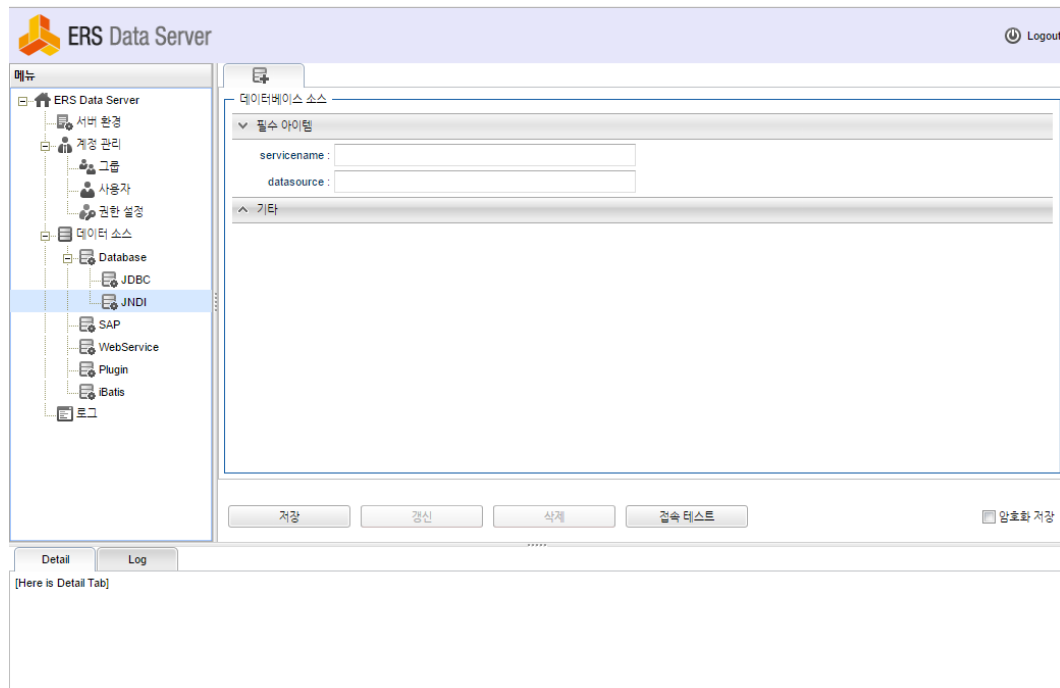 ERS Data Server
Logout
메뉴
ERS Data Server
서버 환경
계정 관리
그룹
사용자
권한 설정
데이터 소스
Database
JDBC
JNDI
SAP
WebService
Plugin
iBatis
로그
데이터베이스 소스
필수 아이템
servicename :
datasource :
기타
저장
갱신
삭제
접속 테스트
암호화 저장
Detail
Log
[Here is Detail Tab]